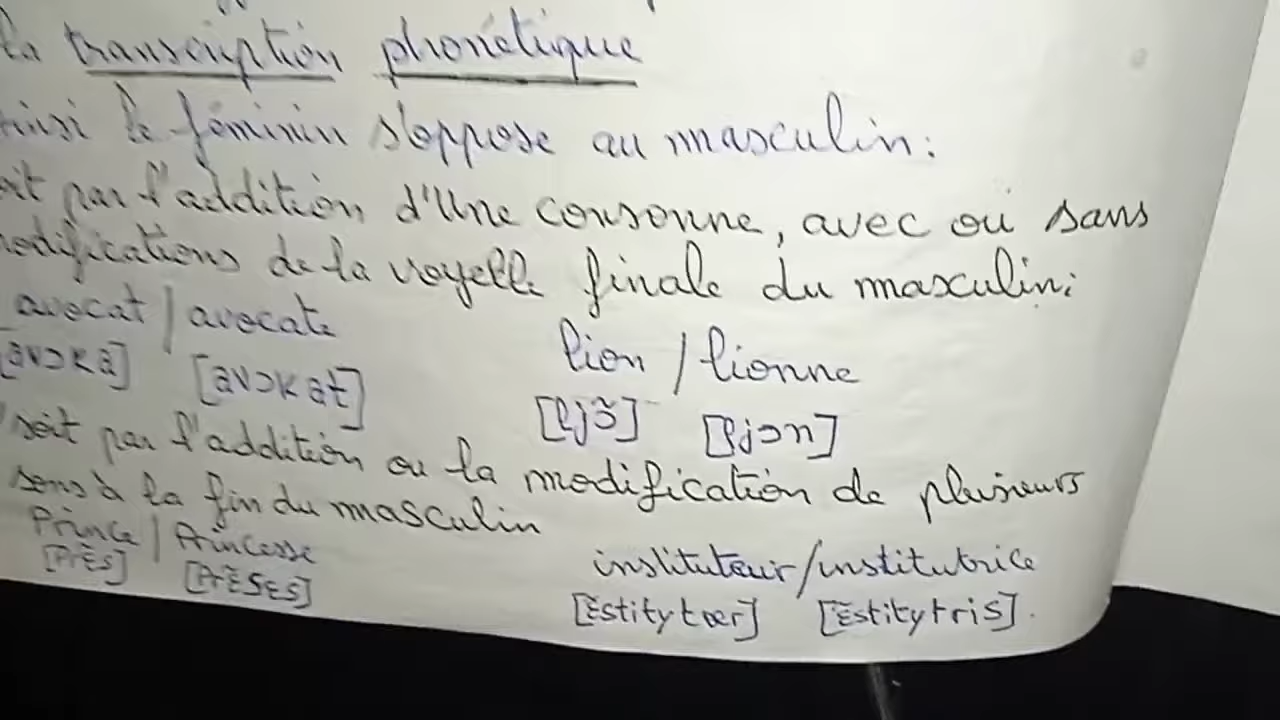 la transcription phonétique
ainsi le féminin s'oppose au masculin:
soit par l'addition d'une consonne, avec ou sans
modifications de la voyelle finale du masculin:
avocat / avocate lion / lionne
[avɔka] [avɔkat] [ljɔ̃] [ljɔn]
soit par l'addition ou la modification de plusieurs
sons à la fin du masculin
Prince / Princesse instituteur / institutrice
[Prɛ̃s] [Prɛ̃sɛs] [ɛ̃stitytœr] [ɛ̃stitytris].